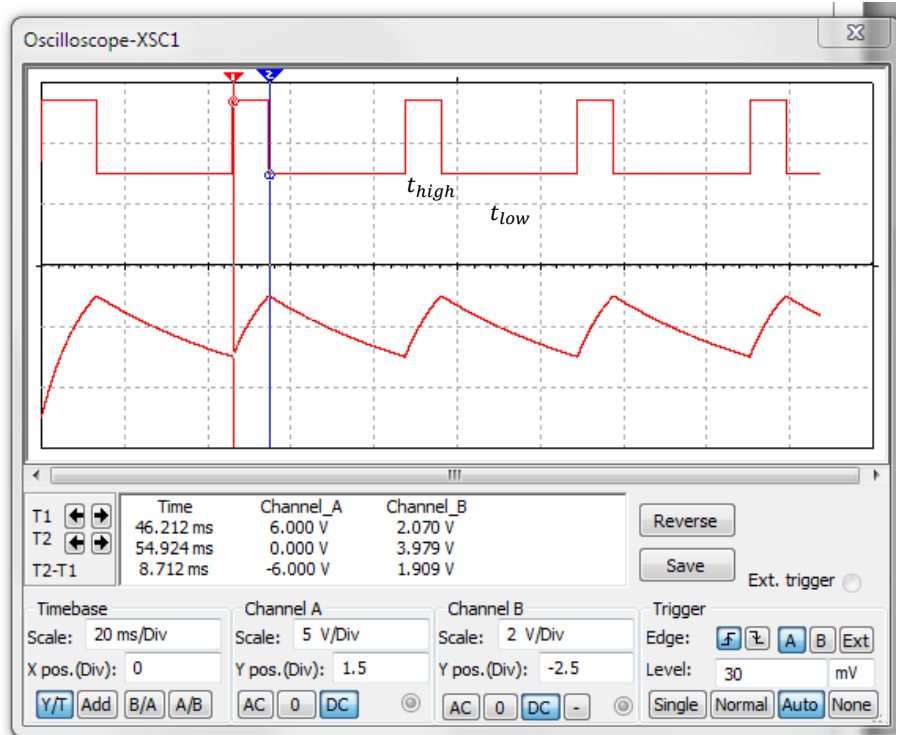 Oscilloscope-XSC1
1 2
t_high
t_low
Time Channel_A Channel_B
T1 46.212 ms 6.000 V 2.070 V
T2 54.924 ms 0.000 V 3.979 V
T2-T1 8.712 ms -6.000 V 1.909 V
Reverse
Save
Ext. trigger
Timebase
Scale: 20 ms/Div
X pos.(Div): 0
Y/T Add B/A A/B
Channel A
Scale: 5 V/Div
Y pos.(Div): 1.5
AC 0 DC
Channel B
Scale: 2 V/Div
Y pos.(Div): -2.5
AC 0 DC -
Trigger
Edge: A B Ext
Level: 30 mV
Single Normal Auto None